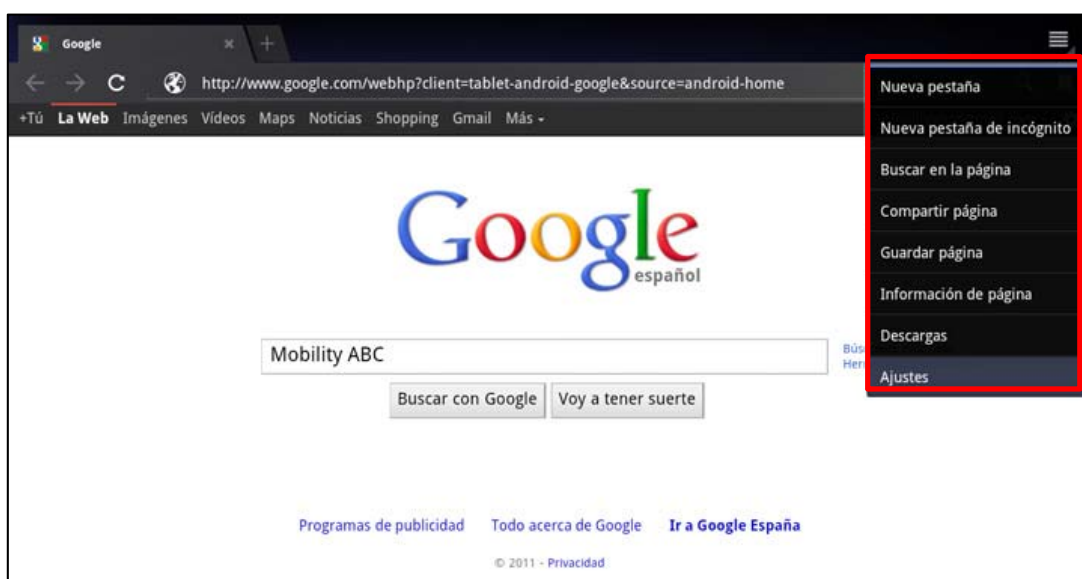 Google
http://www.google.com/webhp?client=tablet-android-google&source=android-home
+Tú La Web Imágenes Vídeos Maps Noticias Shopping Gmail Más
Nueva pestaña
Nueva pestaña de incógnito
Buscar en la página
Compartir página
Guardar página
Información de página
Descargas
Ajustes
Google
español
Mobility ABC
Buscar con Google Voy a tener suerte
Programas de publicidad Todo acerca de Google Ir a Google España
© 2011 - Privacidad